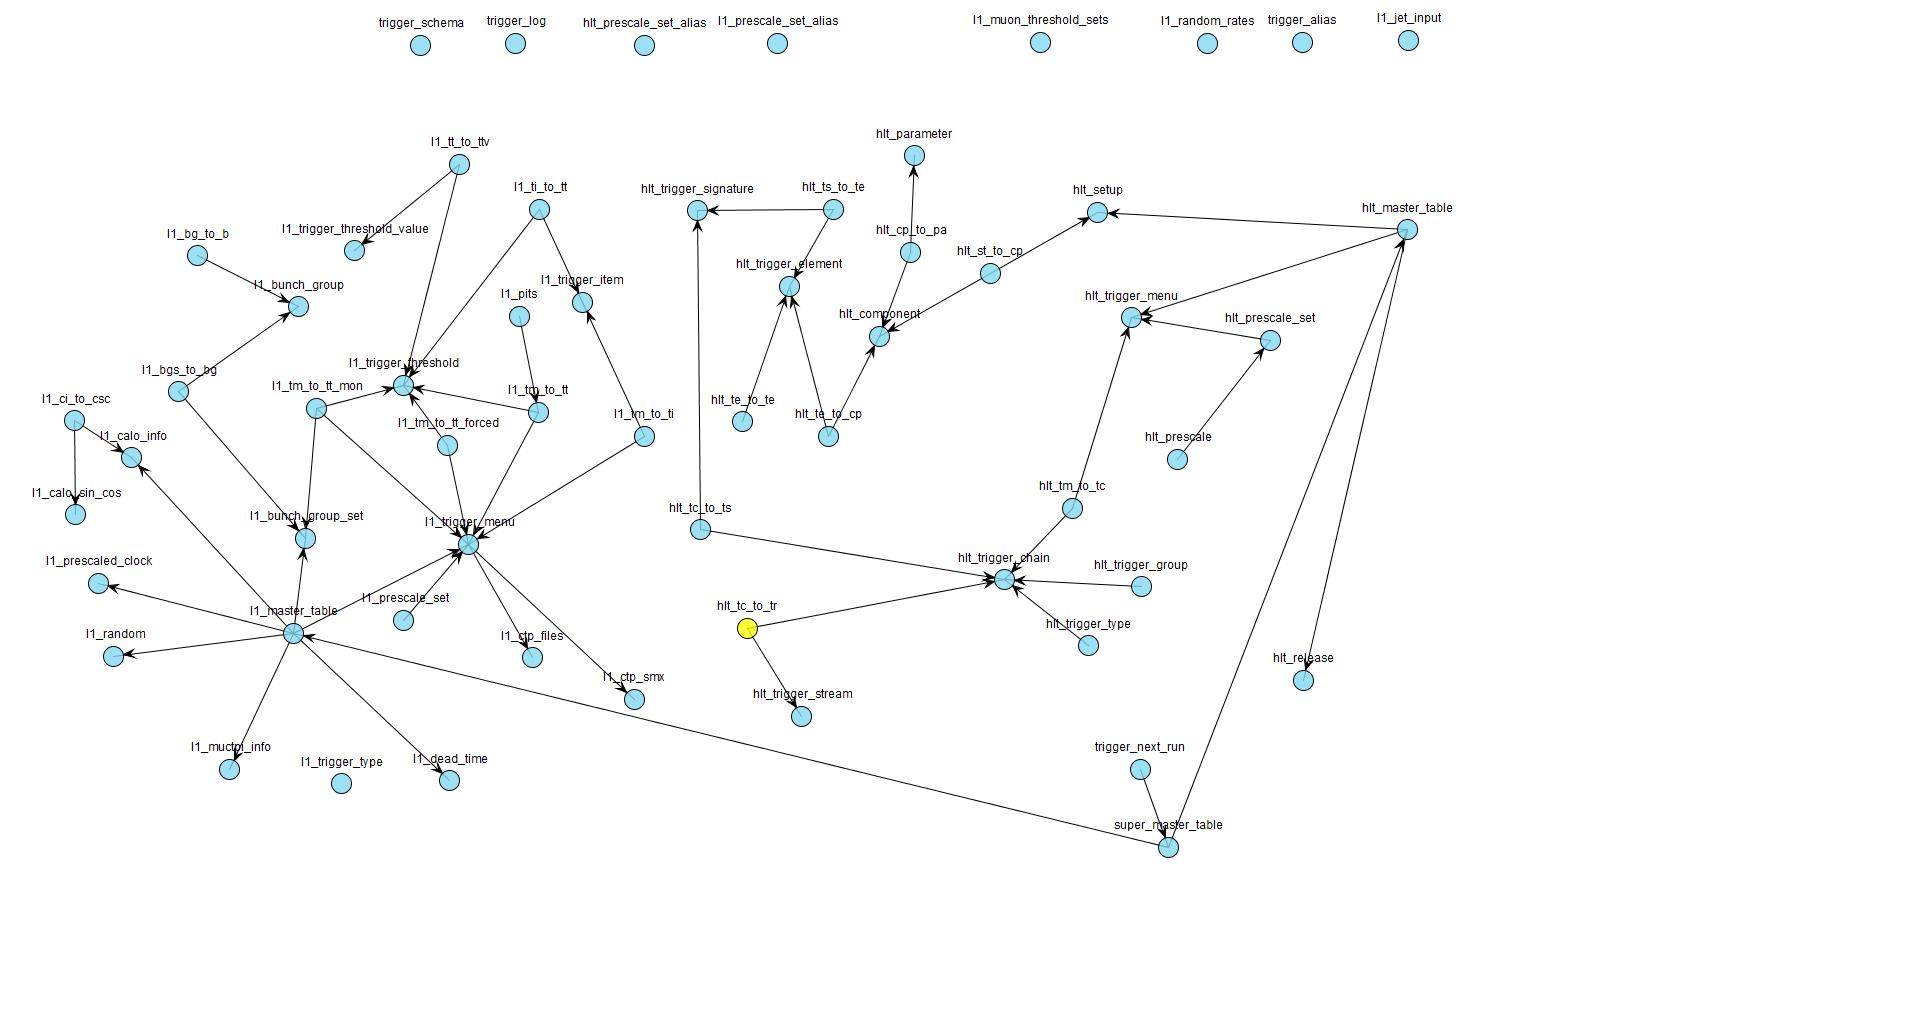 trigger_schema
trigger_log
hlt_prescale_set_alias
l1_prescale_set_alias
l1_muon_threshold_sets
l1_random_rates
trigger_alias
l1_jet_input
l1_tt_to_ttv
hlt_parameter
l1_ti_to_tt
hlt_trigger_signature
hlt_ts_to_te
hlt_setup
hlt_master_table
l1_bg_to_b
l1_trigger_threshold_value
hlt_cp_to_pa
hlt_st_to_cp
hlt_trigger_element
l1_bunch_group
l1_trigger_item
l1_pits
hlt_trigger_menu
hlt_component
hlt_prescale_set
l1_trigger_threshold
l1_bgs_to_bg
l1_tm_to_tt_mon
l1_tm_to_tt
l1_ci_to_csc
hlt_te_to_te
hlt_te_to_cp
l1_tm_to_ti
l1_tm_to_tt_forced
l1_calo_info
hlt_prescale
l1_calo_sin_cos
hlt_tm_to_tc
hlt_tc_to_ts
l1_bunch_group_set
l1_trigger_menu
l1_prescaled_clock
hlt_trigger_chain
hlt_trigger_group
l1_prescale_set
l1_master_table
hlt_tc_to_tr
hlt_trigger_type
l1_random
l1_ctp_files
hlt_release
l1_ctp_smx
hlt_trigger_stream
l1_muctpi_info
l1_trigger_type
l1_dead_time
trigger_next_run
super_master_table